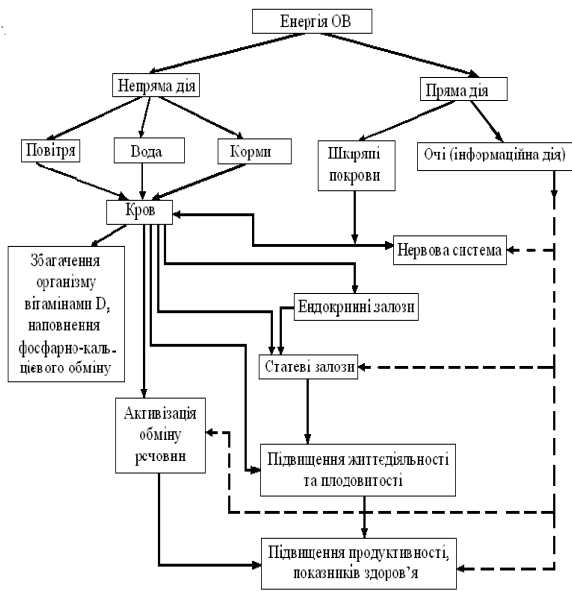 Енергія ОВ
Непряма дія
Пряма дія
Повітря
Вода
Корми
Шкіряні
покрови
Очі (інформаційна дія)
Кров
Нервова система
Збагачення
організму
вітамінами D,
наповнення
фосфарно-каль-
цієвого обміну
Ендокринні залози
Статеві залози
Активізація
обміну
речовин
Підвищення життєдіяльності
та плодовитості
Підвищення продуктивності,
показників здоров’я